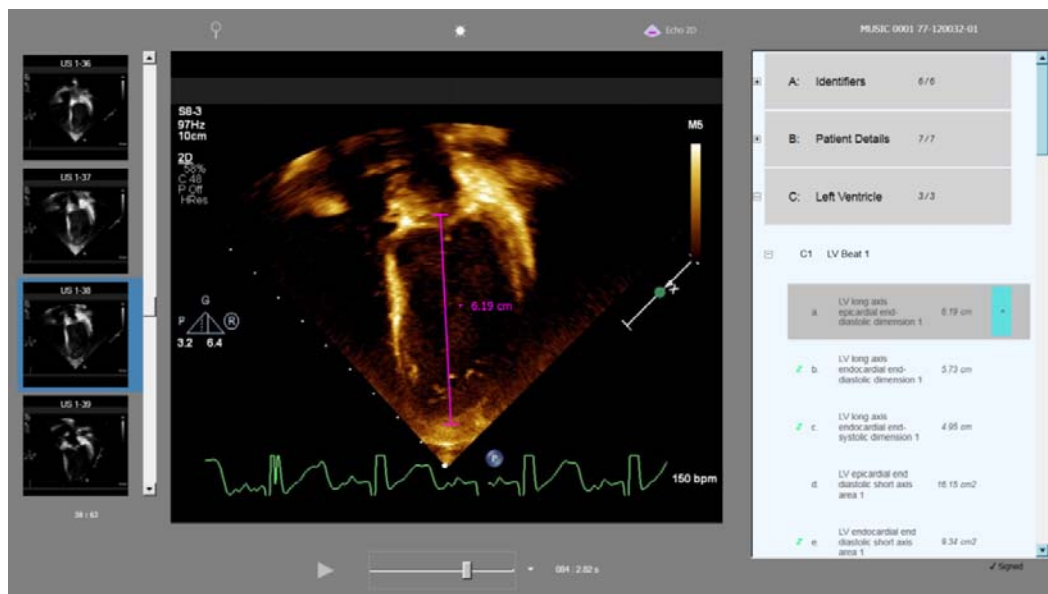 Echo 2D
MUSIC 0001 77-120032-01
US 1-36
US 1-37
US 1-38
US 1-39
38 : 63
S8-3
97Hz
10cm
2D
58%
C 48
P Off
HRes
M5
6.19 cm
G
P R
3.2 6.4
P
150 bpm
084 : 2.82 s
A: Identifiers 6/6
B: Patient Details 7/7
C: Left Ventricle 3/3
C1 LV Beat 1
a. LV long axis
epicardial end-
diastolic dimension 1
6.19 cm
*
Z b. LV long axis
endocardial end-
diastolic dimension 1
5.73 cm
Z c. LV long axis
endocardial end-
systolic dimension 1
4.95 cm
d. LV epicardial end
diastolic short axis
area 1
16.15 cm2
Z e. LV endocardial end
diastolic short axis
area 1
9.34 cm2
✓ Signed